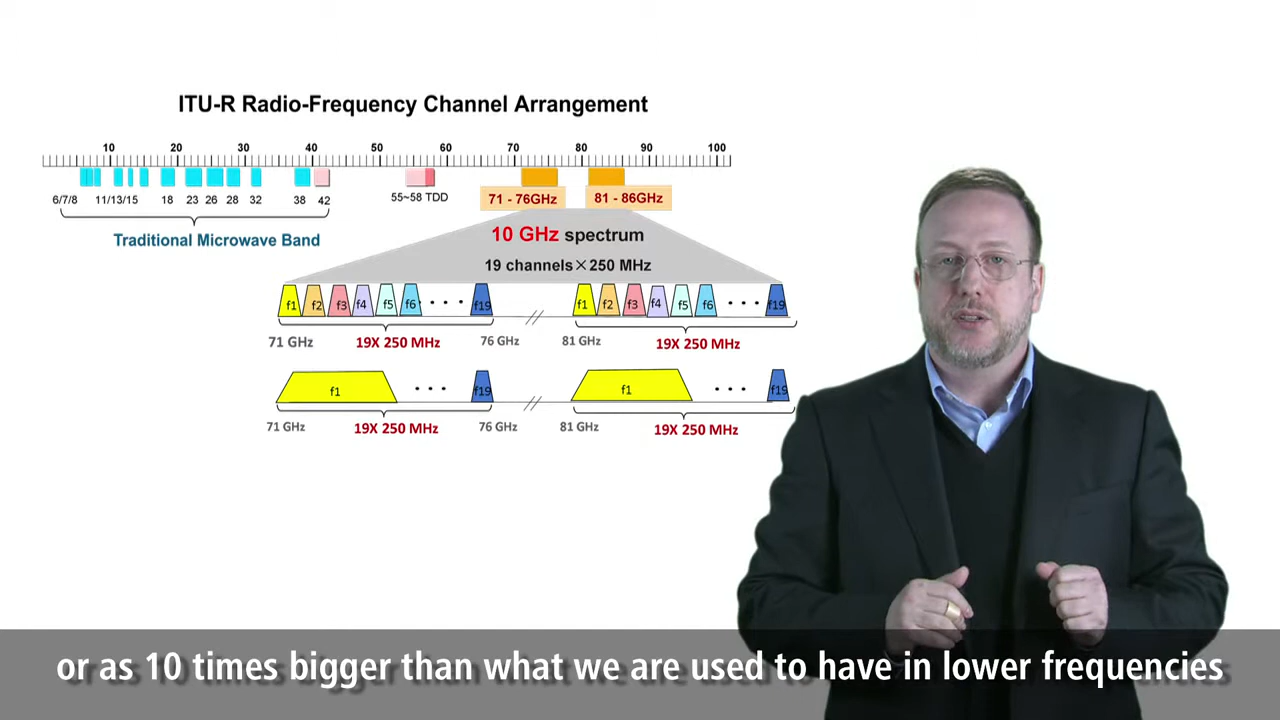 ITU-R Radio-Frequency Channel Arrangement
10 20 30 40 50 60 70 80 90 100
6/7/8 11/13/15 18 23 26 28 32 38 42 55~58 TDD 71 - 76GHz 81 - 86GHz
Traditional Microwave Band
10 GHz spectrum
19 channels×250 MHz
f1 f2 f3 f4 f5 f6 ··· f19 f1 f2 f3 f4 f5 f6 ··· f19
71 GHz 19X 250 MHz 76 GHz 81 GHz 19X 250 MHz
f1 ··· f19 f1 ··· f19
71 GHz 19X 250 MHz 76 GHz 81 GHz 19X 250 MHz
or as 10 times bigger than what we are used to have in lower frequencies